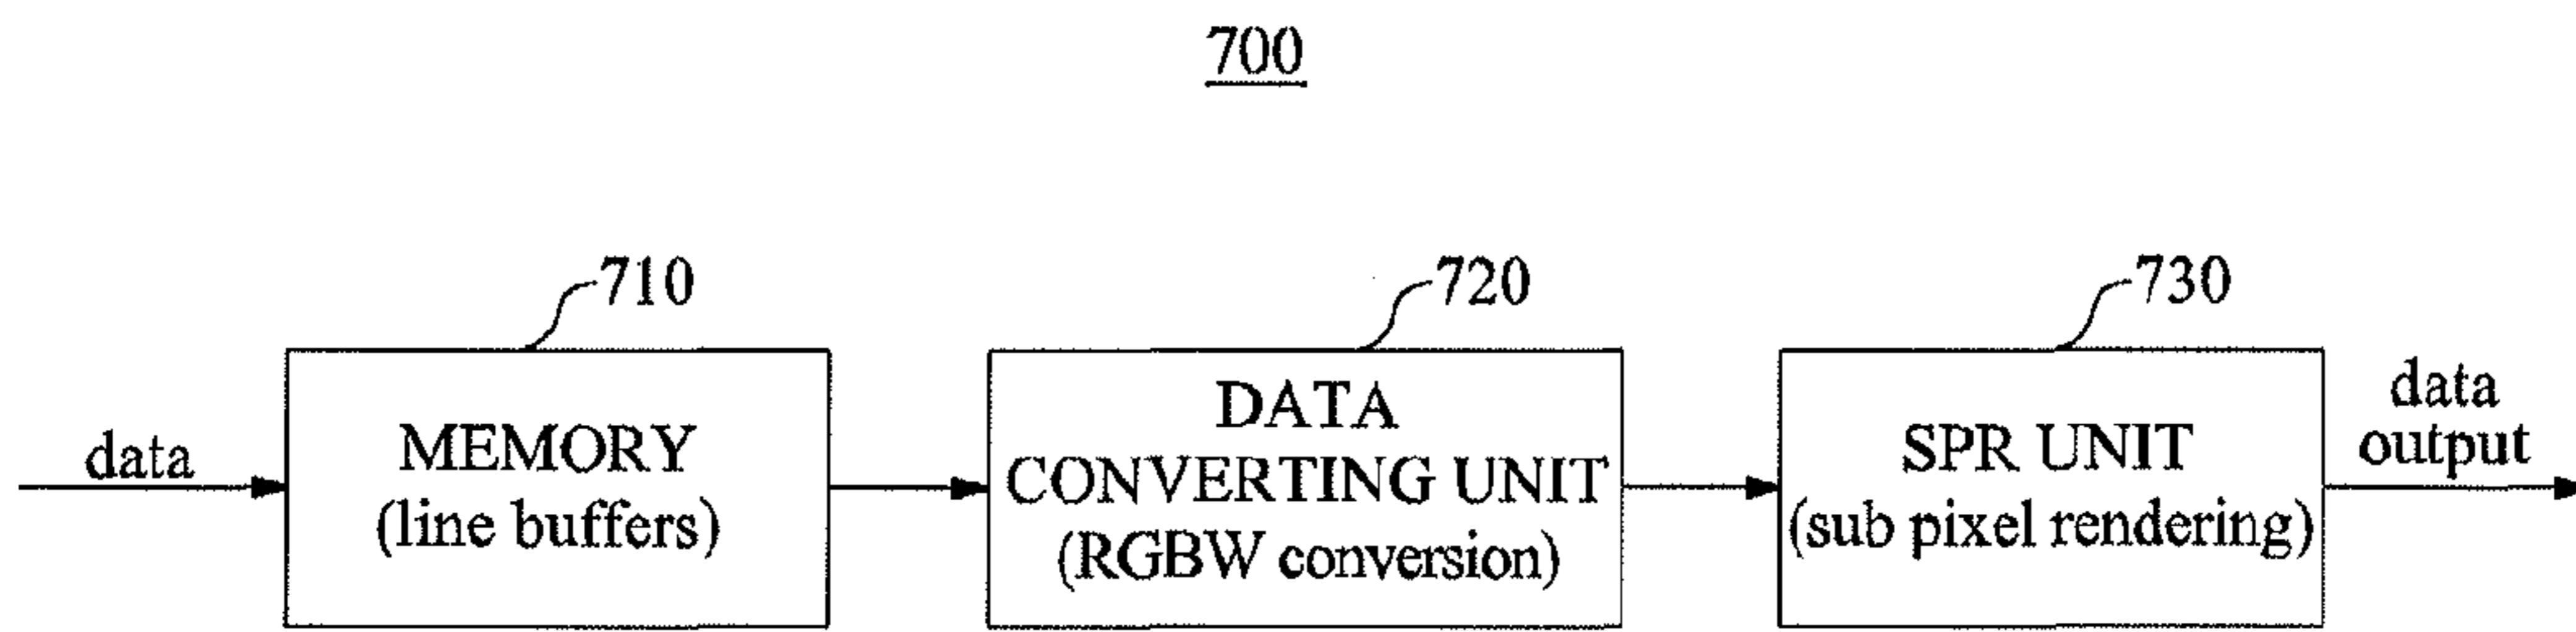 700
710
720
730
data
MEMORY
(line buffers)
DATA
CONVERTING UNIT
(RGBW conversion)
SPR UNIT
(sub pixel rendering)
data
output